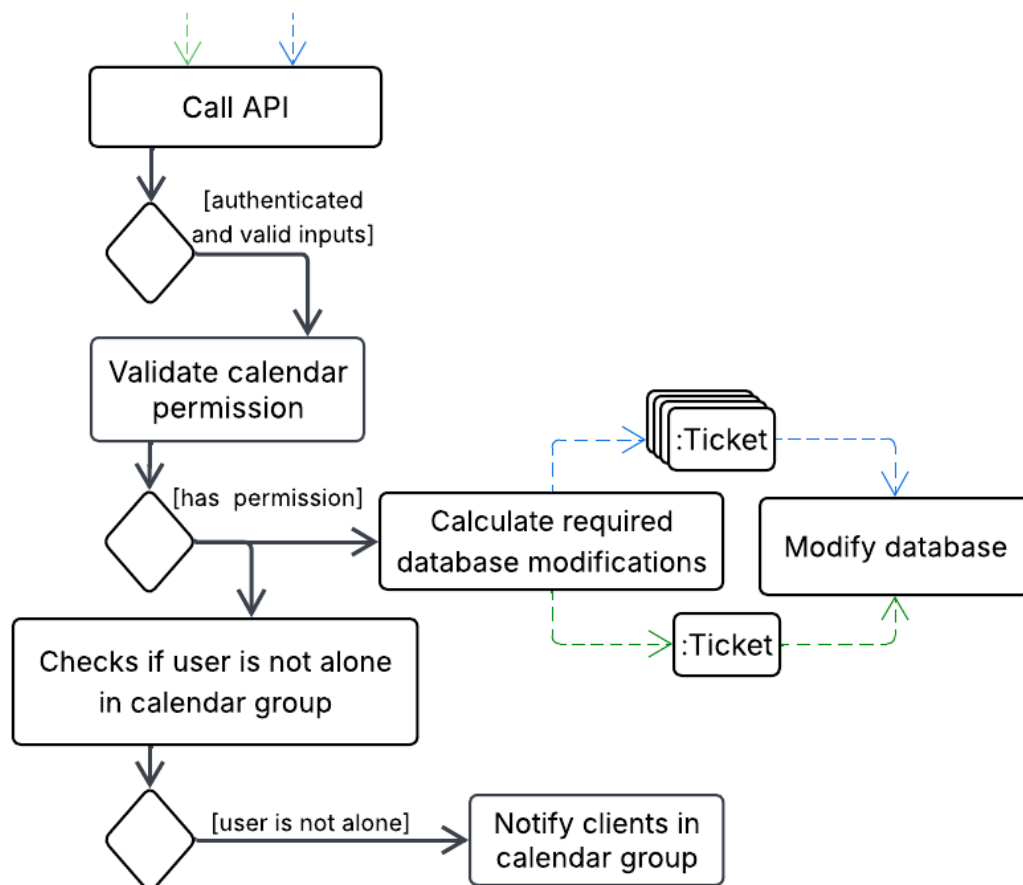 Call API
[authenticated
and valid inputs]
Validate calendar
permission
[has  permission]
Calculate required
database modifications
:Ticket
Modify database
:Ticket
Checks if user is not alone
in calendar group
[user is not alone]
Notify clients in
calendar group